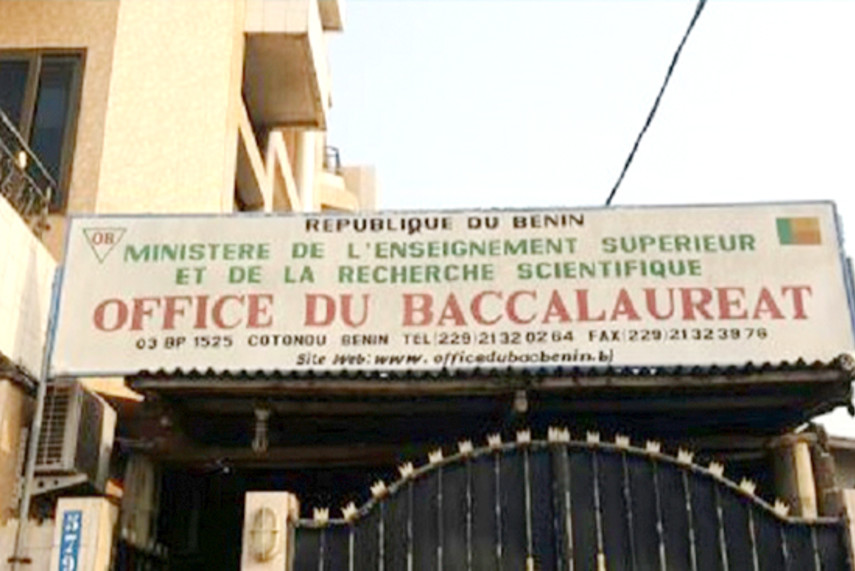 OB
REPUBLIQUE DU BENIN
MINISTERE DE L'ENSEIGNEMENT SUPERIEUR
ET DE LA RECHERCHE SCIENTIFIQUE
OFFICE DU BACCALAUREAT
03 BP 1525 COTONOU BENIN TEL(229)21320264 FAX(229)21323976
Site Web: www.officedubacbenin.bj
579